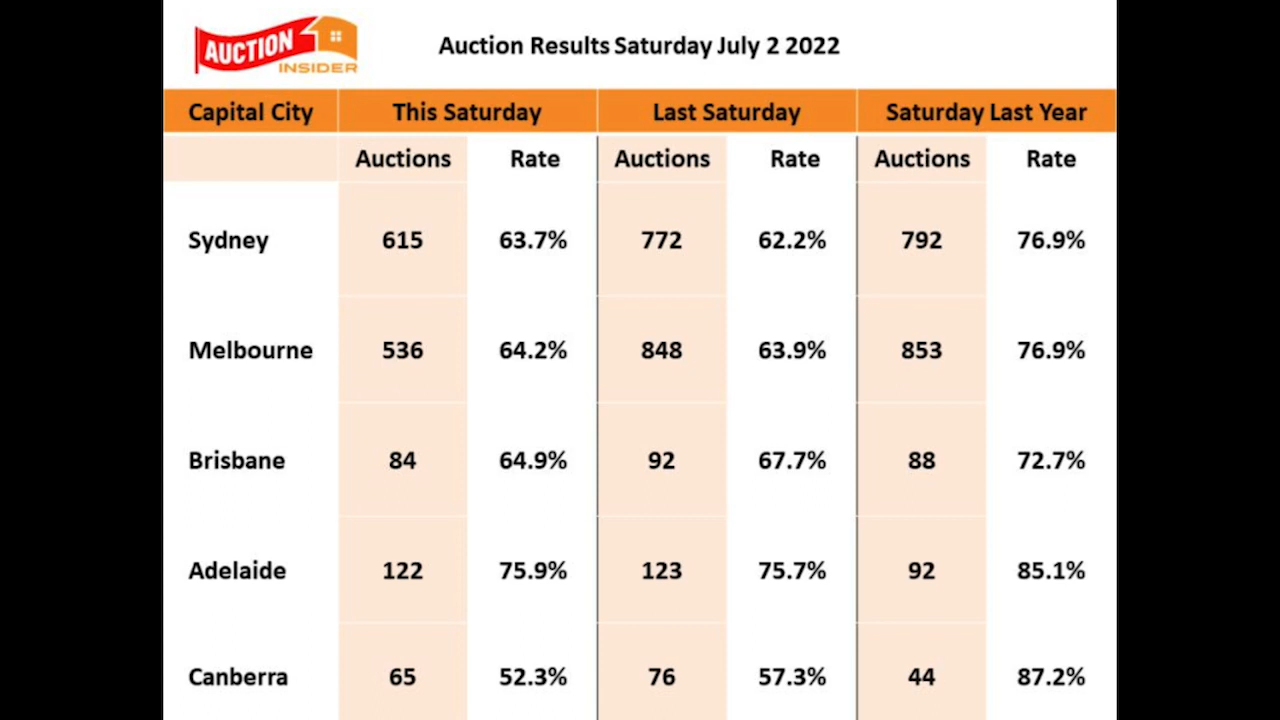 AUCTION
INSIDER
Auction Results Saturday July 2 2022
Capital City This Saturday Last Saturday Saturday Last Year
Auctions Rate Auctions Rate Auctions Rate
Sydney 615 63.7% 772 62.2% 792 76.9%
Melbourne 536 64.2% 848 63.9% 853 76.9%
Brisbane 84 64.9% 92 67.7% 88 72.7%
Adelaide 122 75.9% 123 75.7% 92 85.1%
Canberra 65 52.3% 76 57.3% 44 87.2%